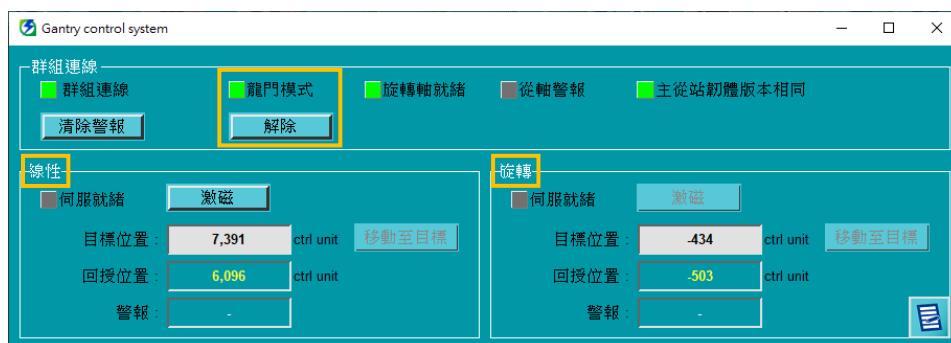 Gantry control system
群組連線
群組連線 龍門模式 旋轉軸就緒 從軸警報 主從站韌體版本相同
清除警報 解除
線性 旋轉
伺服就緒 激磁 伺服就緒 激磁
目標位置: 7,391 ctrl unit 移動至目標 目標位置: -434 ctrl unit 移動至目標
回授位置: 6,096 ctrl unit 回授位置: -503 ctrl unit
警報: - 警報: -